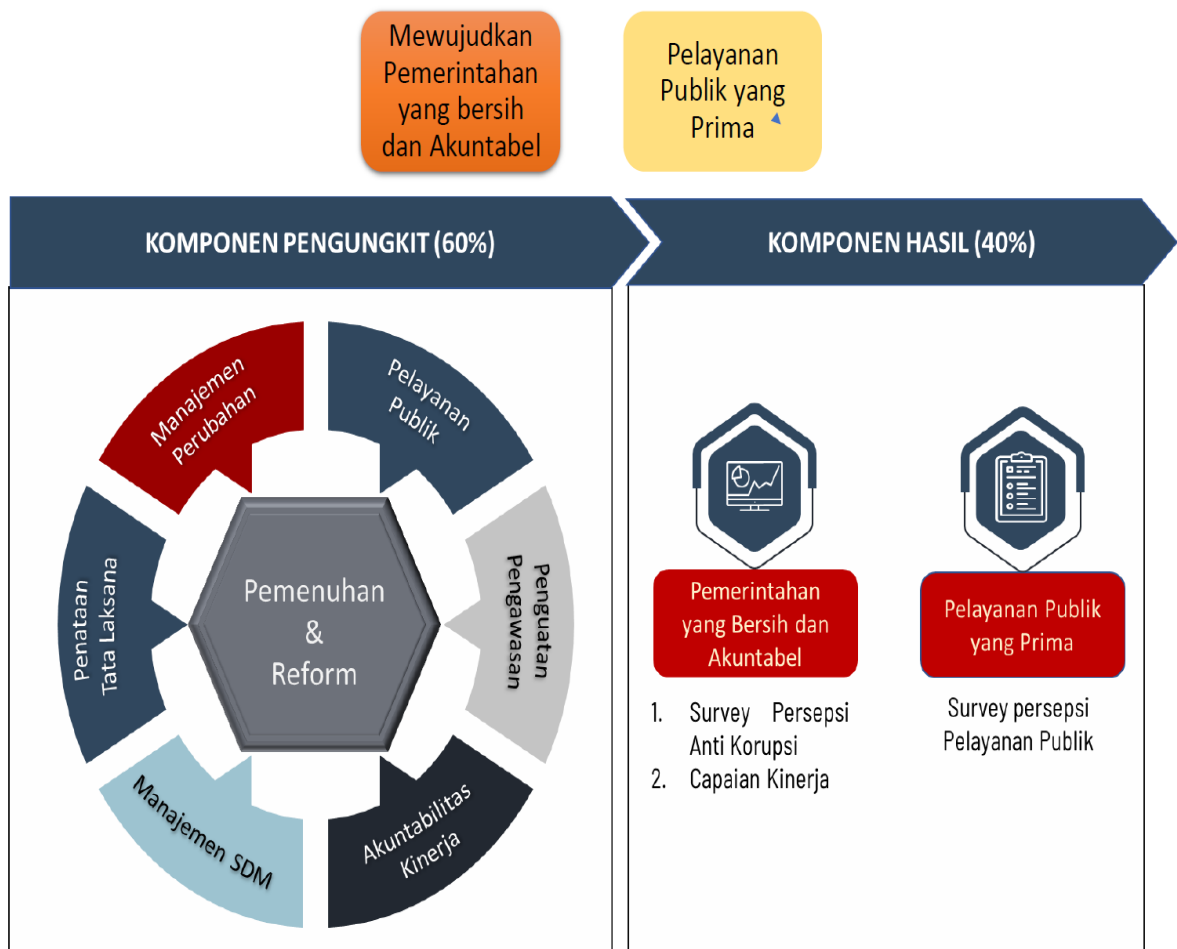 Mewujudkan
Pemerintahan
yang bersih
dan Akuntabel
Pelayanan
Publik yang
Prima
KOMPONEN PENGUNGKIT (60%)
KOMPONEN HASIL (40%)
Manajemen
Perubahan
Pelayanan
Publik
Penataan
Tata Laksana
Penguatan
Pengawasan
Manajemen SDM
Akuntabilitas
Kinerja
Pemenuhan
&
Reform
Pemerintahan
yang Bersih dan
Akuntabel
1. Survey Persepsi
Anti Korupsi
2. Capaian Kinerja
Pelayanan Publik
yang Prima
Survey persepsi
Pelayanan Publik